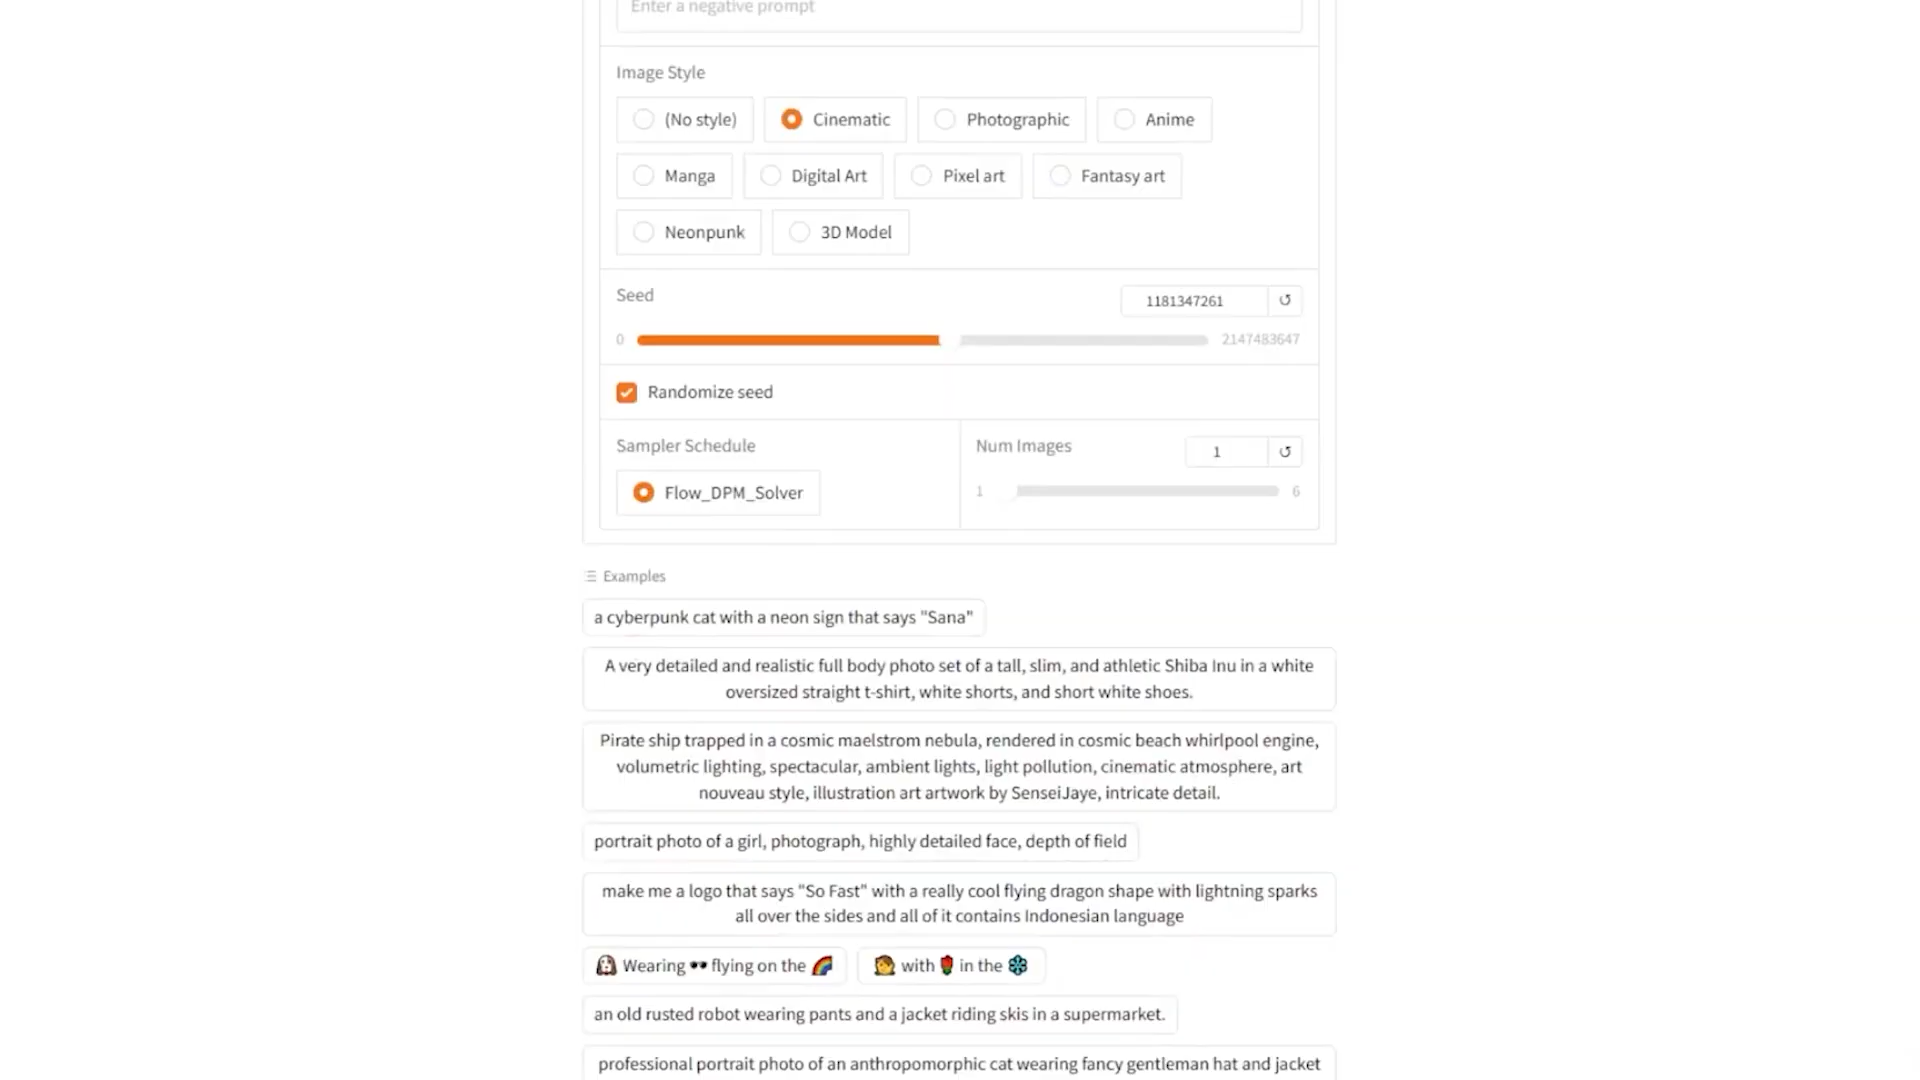 Enter a negative prompt
Image Style
(No style) Cinematic Photographic Anime
Manga Digital Art Pixel art Fantasy art
Neonpunk 3D Model
Seed 1181347261 ↺
0 2147483647
Randomize seed
Sampler Schedule
Flow_DPM_Solver
Num Images 1 ↺
1 6
Examples
a cyberpunk cat with a neon sign that says "Sana"
A very detailed and realistic full body photo set of a tall, slim, and athletic Shiba Inu in a white
oversized straight t-shirt, white shorts, and short white shoes.
Pirate ship trapped in a cosmic maelstrom nebula, rendered in cosmic beach whirlpool engine,
volumetric lighting, spectacular, ambient lights, light pollution, cinematic atmosphere, art
nouveau style, illustration art artwork by SenseiJaye, intricate detail.
portrait photo of a girl, photograph, highly detailed face, depth of field
make me a logo that says "So Fast" with a really cool flying dragon shape with lightning sparks
all over the sides and all of it contains Indonesian language
🐶 Wearing 🕶 flying on the 🌈 👧 with 🌹 in the ❄️
an old rusted robot wearing pants and a jacket riding skis in a supermarket.
professional portrait photo of an anthropomorphic cat wearing fancy gentleman hat and jacket